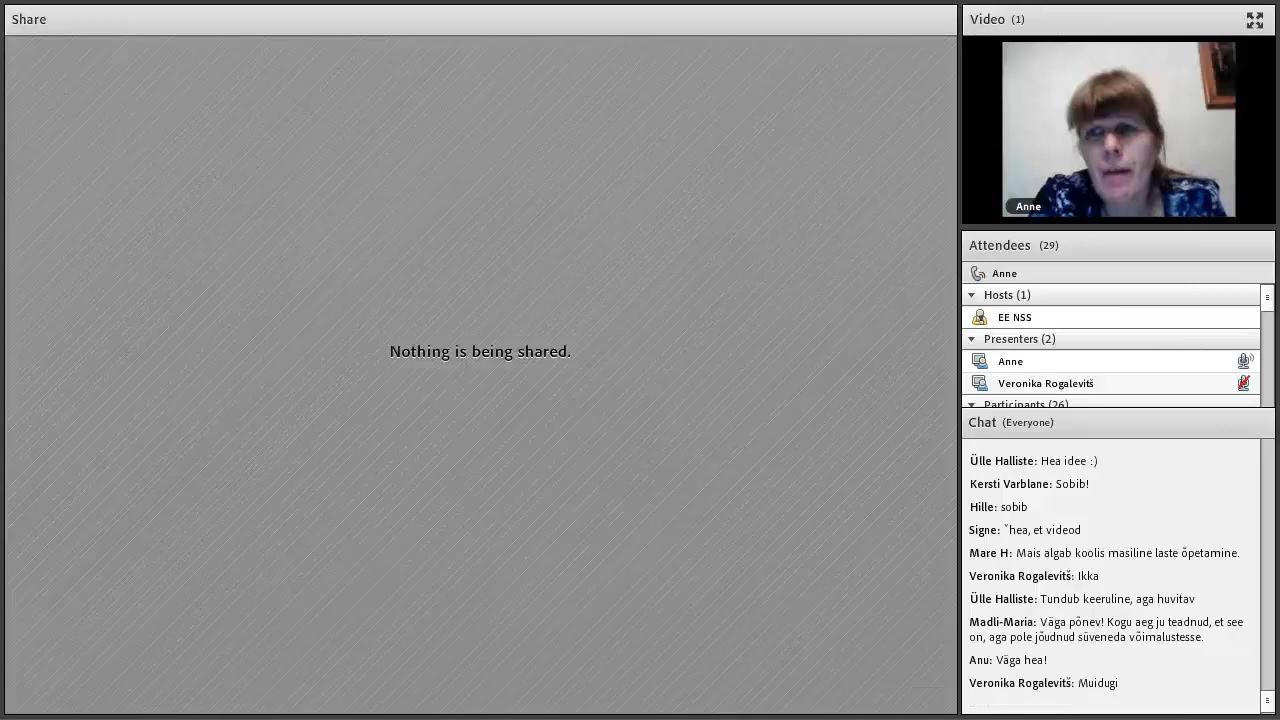 Share
Nothing is being shared.
Video (1)
Anne
Attendees (29)
Anne
Hosts (1)
EE NSS
Presenters (2)
Anne
Veronika Rogalevitš
Participants (26)
Chat (Everyone)
Ülle Halliste: Hea idee :)
Kersti Varblane: Sobib!
Hille: sobib
Signe: ˇhea, et videod
Mare H: Mais algab koolis masiline laste õpetamine.
Veronika Rogalevitš: Ikka
Ülle Halliste: Tundub keeruline, aga huvitav
Madli-Maria: Väga põnev! Kogu aeg ju teadnud, et see
on, aga pole jõudnud süveneda võimalustesse.
Anu: Väga hea!
Veronika Rogalevitš: Muidugi